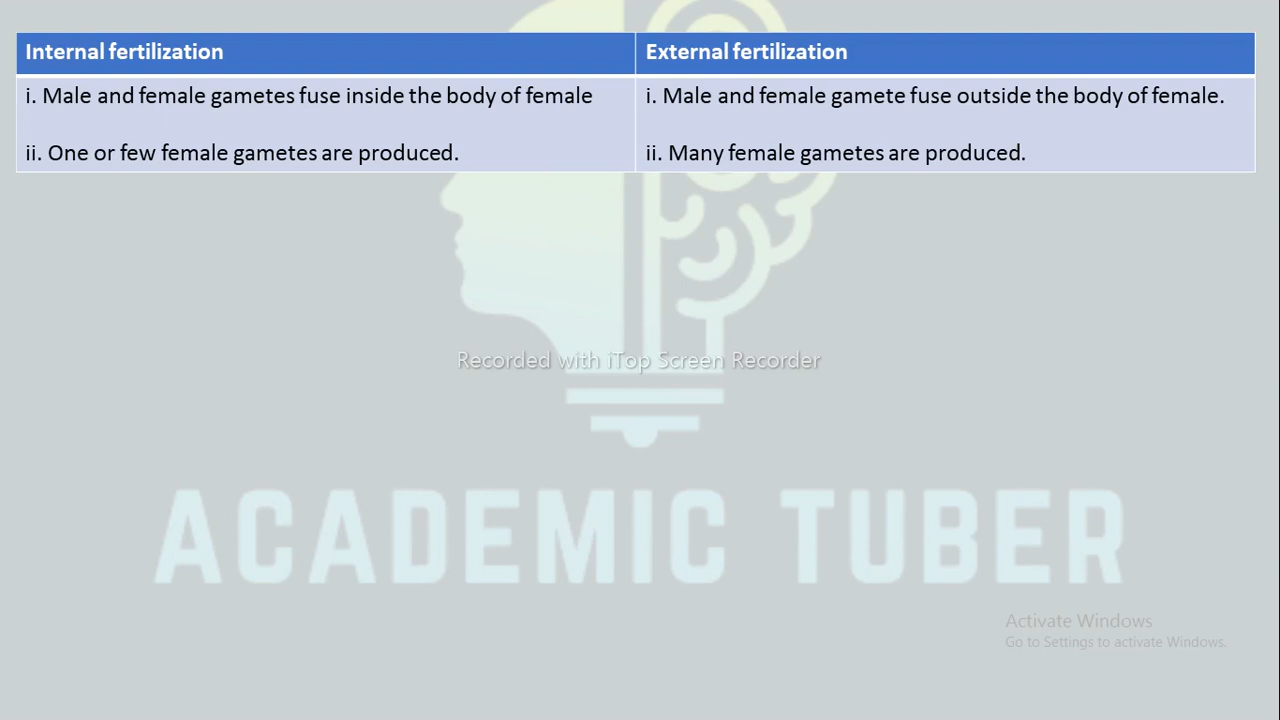 Internal fertilization
External fertilization
i. Male and female gametes fuse inside the body of female
i. Male and female gamete fuse outside the body of female.
ii. One or few female gametes are produced.
ii. Many female gametes are produced.
Recorded with iTop Screen Recorder
ACADEMIC TUBER
Activate Windows
Go to Settings to activate Windows.